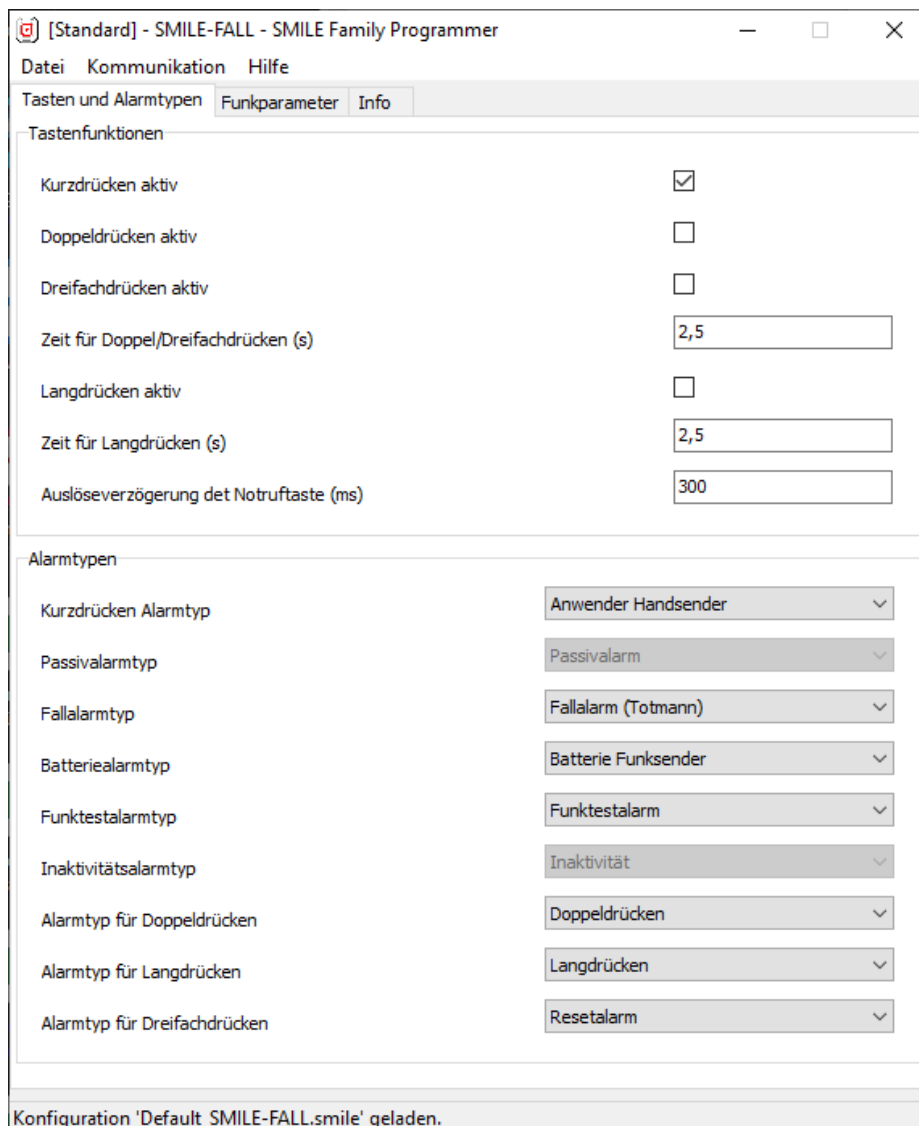 [Standard] - SMILE-FALL - SMILE Family Programmer
Datei Kommunikation Hilfe
Tasten und Alarmtypen Funkparameter Info
Tastenfunktionen
Kurzdrücken aktiv
Doppeldrücken aktiv
Dreifachdrücken aktiv
Zeit für Doppel/Dreifachdrücken (s) 2,5
Langdrücken aktiv
Zeit für Langdrücken (s) 2,5
Auslöseverzögerung det Notruftaste (ms) 300
Alarmtypen
Kurzdrücken Alarmtyp Anwender Handsender
Passivalarmtyp Passivalarm
Fallalarmtyp Fallalarm (Totmann)
Batteriealarmtyp Batterie Funksender
Funktestalarmtyp Funktestalarm
Inaktivitätsalarmtyp Inaktivität
Alarmtyp für Doppeldrücken Doppeldrücken
Alarmtyp für Langdrücken Langdrücken
Alarmtyp für Dreifachdrücken Resetalarm
Konfiguration 'Default SMILE-FALL.smile' geladen.